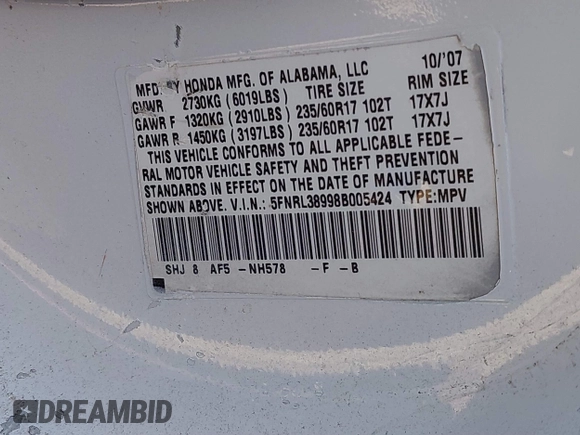 MFD. BY HONDA MFG. OF ALABAMA, LLC 10/'07
GVWR 2730KG (6019LBS) TIRE SIZE RIM SIZE
GAWR F 1320KG (2910LBS) 235/60R17 102T 17X7J
GAWR R 1450KG (3197LBS) 235/60R17 102T 17X7J
THIS VEHICLE CONFORMS TO ALL APPLICABLE FEDE-
RAL MOTOR VEHICLE SAFETY AND THEFT PREVENTION
STANDARDS IN EFFECT ON THE DATE OF MANUFACTURE
SHOWN ABOVE. V.I.N.: 5FNRL38998B005424 TYPE:MPV
SHJ 8 AF5 -NH578 -F -B
DREAMBID